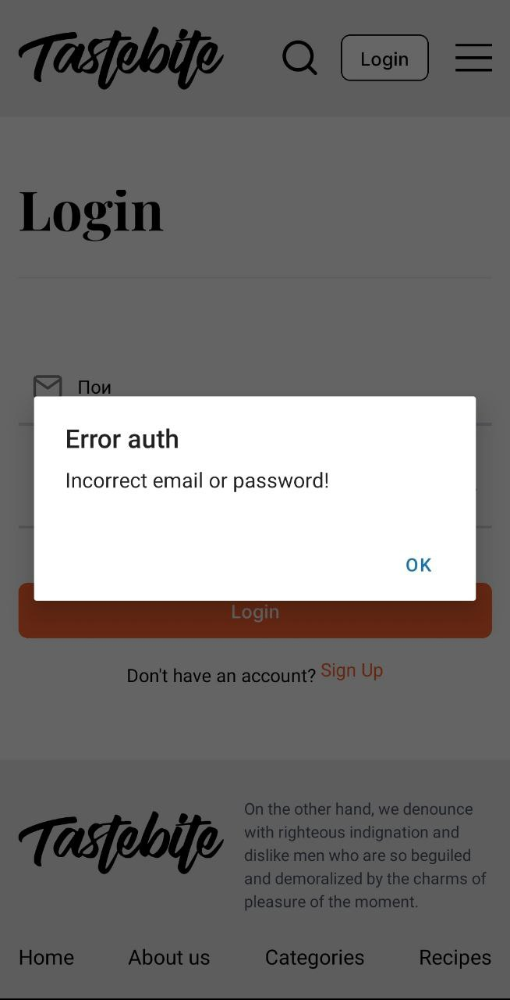 Tastebite
Login
Login
Пои
Error auth
Incorrect email or password!
OK
Login
Don't have an account? Sign Up
Tastebite
On the other hand, we denounce
with righteous indignation and
dislike men who are so beguiled
and demoralized by the charms of
pleasure of the moment.
Home About us Categories Recipes